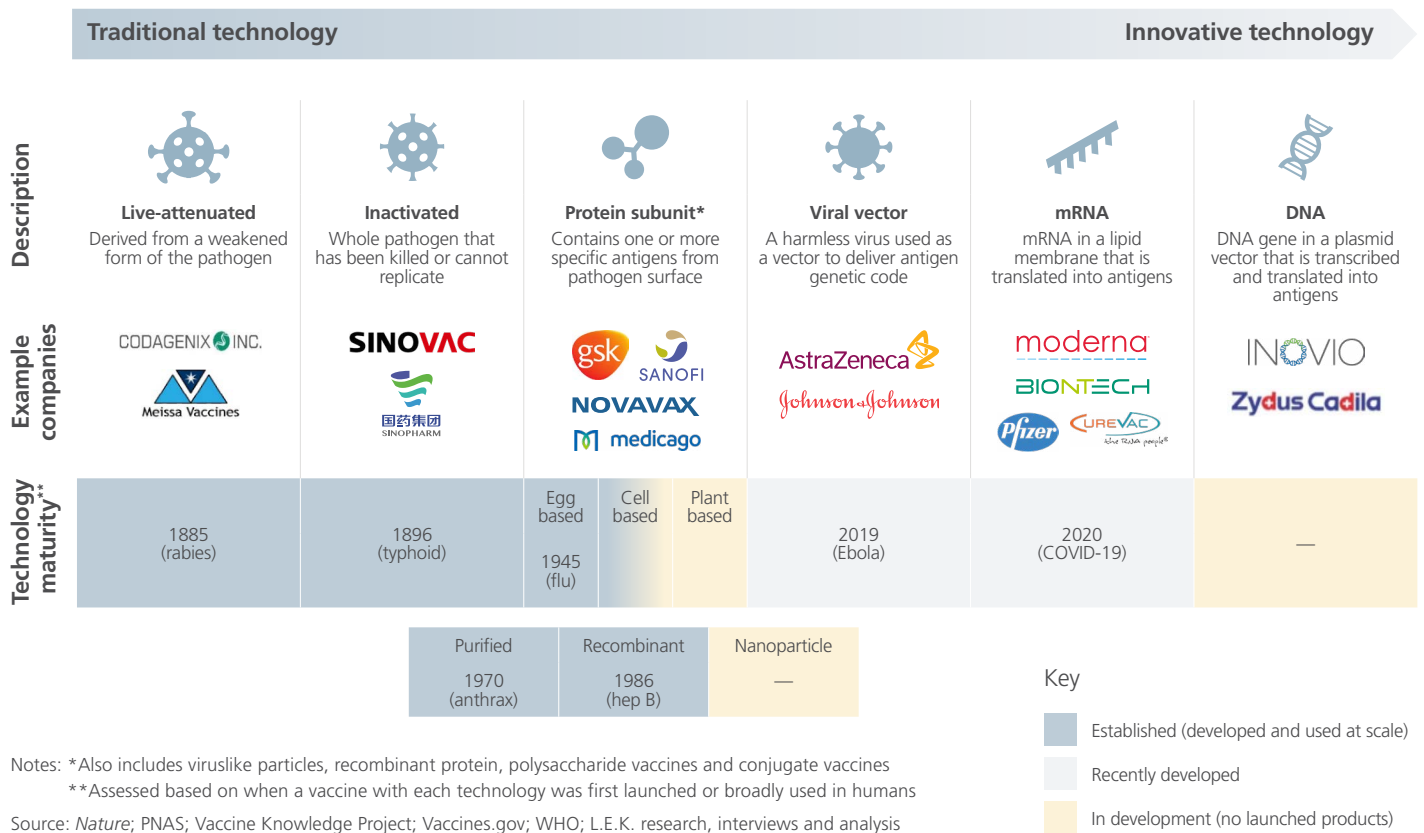 Traditional technology
Innovative technology
Description
Live-attenuated
Derived from a weakened
form of the pathogen
Inactivated
Whole pathogen that
has been killed or cannot
replicate
Protein subunit*
Contains one or more
specific antigens from
pathogen surface
Viral vector
A harmless virus used as
a vector to deliver antigen
genetic code
mRNA
mRNA in a lipid
membrane that is
translated into antigens
DNA
DNA gene in a plasmid
vector that is transcribed
and translated into
antigens
Example
companies
CODAGENIX INC.
Meissa Vaccines
SINOVAC
国药集团
SINOPHARM
gsk
SANOFI
NOVAVAX
medicago
AstraZeneca
Johnson & Johnson
moderna
BIONTECH
Pfizer
CUREVAC
the RNA people®
INOVIO
Zydus Cadila
Technology
maturity**
1885
(rabies)
1896
(typhoid)
Egg
based
1945
(flu)
Cell
based
Plant
based
2019
(Ebola)
2020
(COVID-19)
—
Purified
1970
(anthrax)
Recombinant
1986
(hep B)
Nanoparticle
—
Key
Established (developed and used at scale)
Recently developed
In development (no launched products)
Notes: *Also includes viruslike particles, recombinant protein, polysaccharide vaccines and conjugate vaccines
**Assessed based on when a vaccine with each technology was first launched or broadly used in humans
Source: Nature; PNAS; Vaccine Knowledge Project; Vaccines.gov; WHO; L.E.K. research, interviews and analysis